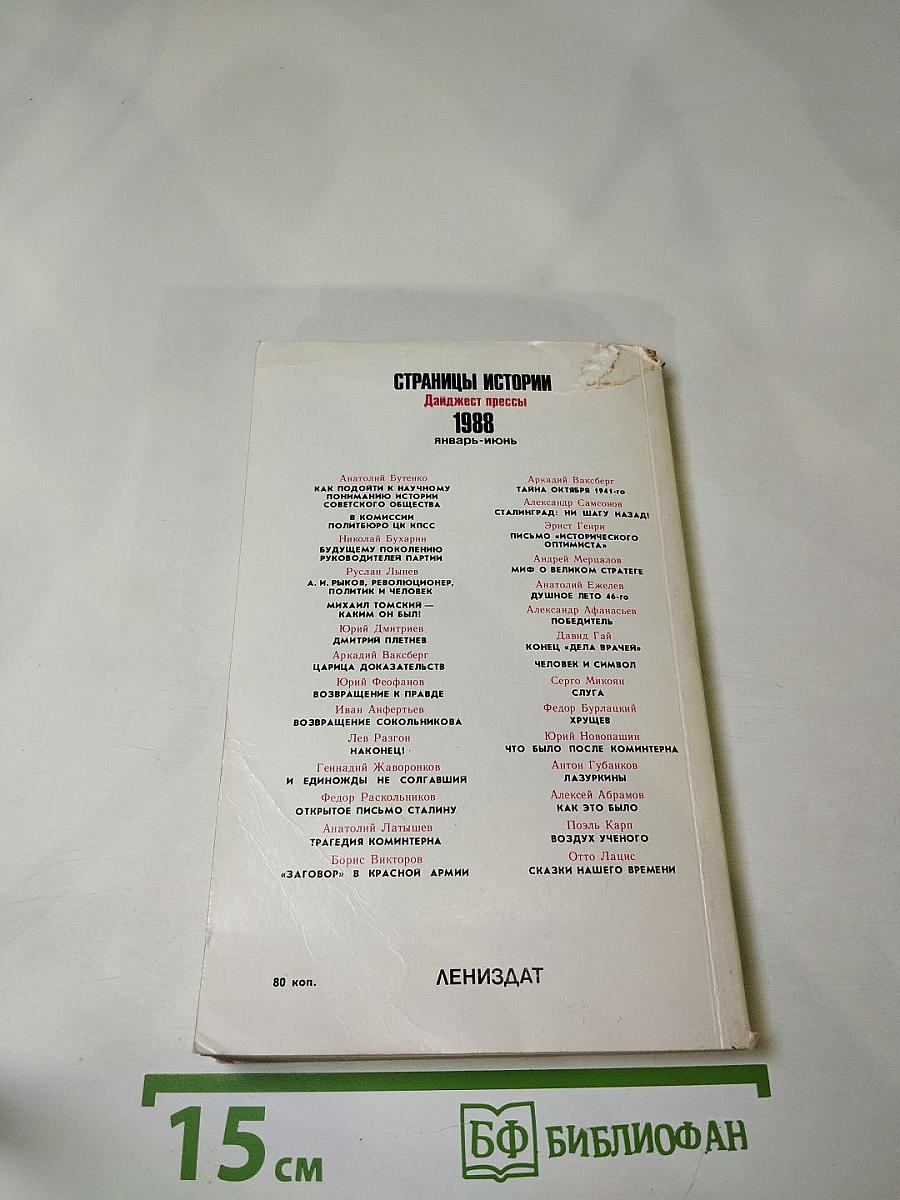 СТРАНИЦЫ ИСТОРИИ
Дайджест прессы
1988
январь-июнь
Анатолий Бутенко
КАК ПОДОЙТИ К НАУЧНОМУ
ПОНИМАНИЮ ИСТОРИИ
СОВЕТСКОГО ОБЩЕСТВА
В КОМИССИИ
ПОЛИТБЮРО ЦК КПСС
Николай Бухарин
БУДУЩЕМУ ПОКОЛЕНИЮ
РУКОВОДИТЕЛЕЙ ПАРТИИ
Руслан Лынев
А. И. РЫКОВ, РЕВОЛЮЦИОНЕР,
ПОЛИТИК И ЧЕЛОВЕК
МИХАИЛ ТОМСКИЙ —
КАКИМ ОН БЫЛ?
Юрий Дмитриев
ДМИТРИЙ ПЛЕТНЕВ
Аркадий Ваксберг
ЦАРИЦА ДОКАЗАТЕЛЬСТВ
Юрий Феофанов
ВОЗВРАЩЕНИЕ К ПРАВДЕ
Иван Анфертьев
ВОЗВРАЩЕНИЕ СОКОЛЬНИКОВА
Лев Разгон
НАКОНЕЦ!
Геннадий Жаворонков
И ЕДИНОЖДЫ НЕ СОЛГАВШИЙ
Федор Раскольников
ОТКРЫТОЕ ПИСЬМО СТАЛИНУ
Анатолий Латышев
ТРАГЕДИЯ КОМИНТЕРНА
Борис Викторов
«ЗАГОВОР» В КРАСНОЙ АРМИИ
Аркадий Ваксберг
ТАЙНА ОКТЯБРЯ 1941-го
Александр Самсонов
СТАЛИНГРАД: НИ ШАГУ НАЗАД!
Эрнст Генри
ПИСЬМО «ИСТОРИЧЕСКОГО
ОПТИМИСТА»
Андрей Мерцалов
МИФ О ВЕЛИКОМ СТРАТЕГЕ
Анатолий Ежелев
ДУШНОЕ ЛЕТО 46-го
Александр Афанасьев
ПОБЕДИТЕЛЬ
Давид Гай
КОНЕЦ «ДЕЛА ВРАЧЕЙ»
ЧЕЛОВЕК И СИМВОЛ
Серго Микоян
СЛУГА
Федор Бурлацкий
ХРУЩЕВ
Юрий Новопашин
ЧТО БЫЛО ПОСЛЕ КОМИНТЕРНА
Антон Губанков
ЛАЗУРКИНЫ
Алексей Абрамов
КАК ЭТО БЫЛО
Поэль Карп
ВОЗДУХ УЧЕНОГО
Отто Лацис
СКАЗКИ НАШЕГО ВРЕМЕНИ
80 коп.
ЛЕНИЗДАТ
15 см
БФ БИБЛИОФАН